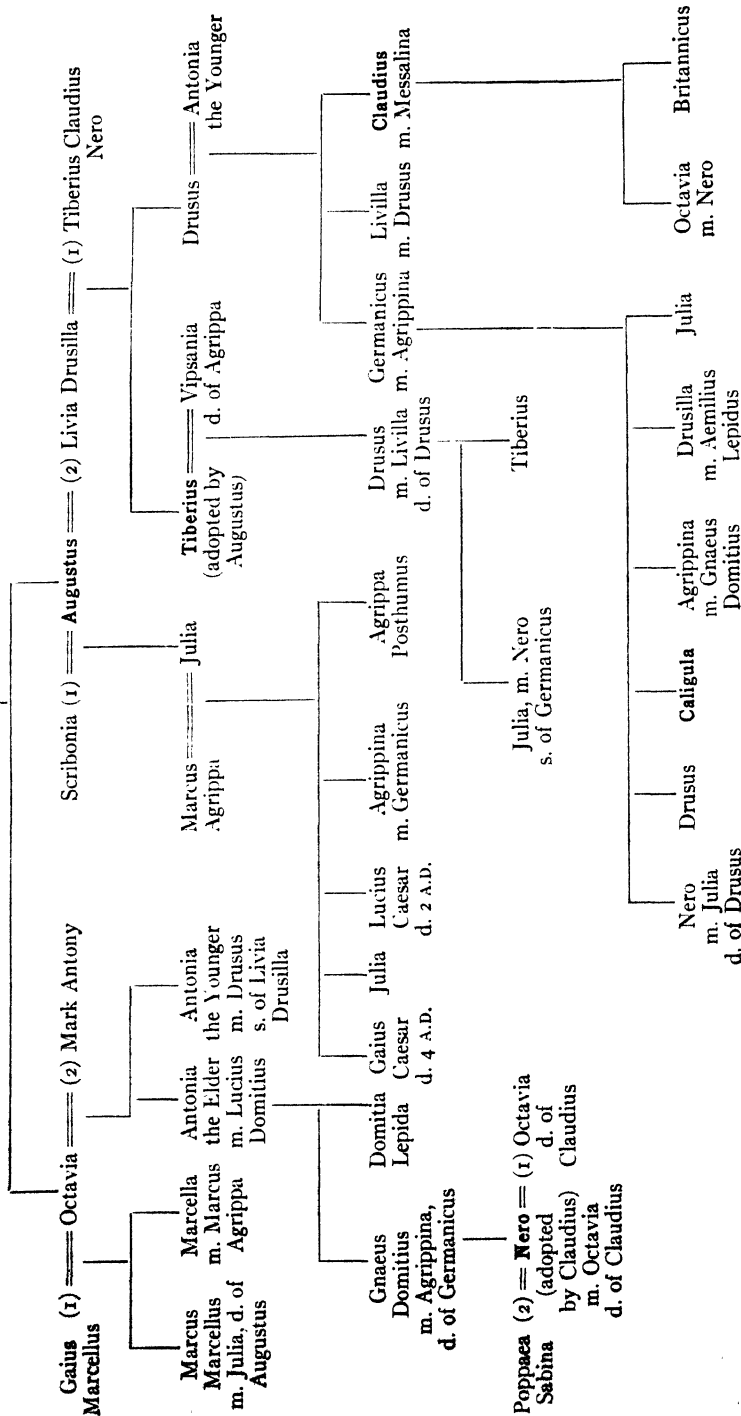 Gaius (1) == Octavia == (2) Mark Antony
Marcellus
Scribonia (1) == Augustus == (2) Livia Drusilla == (1) Tiberius Claudius
Nero
Marcus
Marcellus
m. Julia, d. of
Augustus
Marcella
m. Marcus
Agrippa
Antonia
the Elder
m. Lucius
Domitius
Antonia
the Younger
m. Drusus
s. of Livia
Drusilla
Marcus == Julia
Agrippa
Tiberius == Vipsania
(adopted by
Augustus)
d. of Agrippa
Drusus == Antonia
the Younger
Gnaeus
Domitius
m. Agrippina,
d. of Germanicus
Domitia
Lepida
Gaius
Caesar
d. 4 A.D.
Julia
Lucius
Caesar
d. 2 A.D.
Agrippina
m. Germanicus
Agrippa
Posthumus
Drusus
m. Livilla
d. of Drusus
Germanicus
m. Agrippina
Livilla
m. Drusus
Claudius
m. Messalina
Poppaea (2) == Nero == (1) Octavia
Sabina
(adopted
by Claudius)
m. Octavia
d. of Claudius
d. of
Claudius
Julia, m. Nero
s. of Germanicus
Tiberius
Nero
m. Julia
d. of Drusus
Drusus
Caligula
Agrippina
m. Gnaeus
Domitius
Drusilla
m. Aemilius
Lepidus
Julia
Octavia
m. Nero
Britannicus